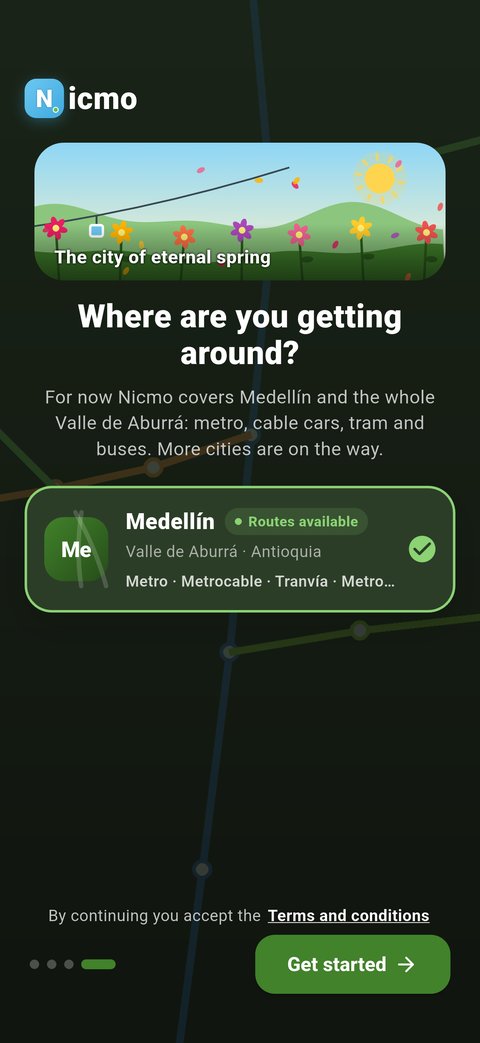 Nicmo
The city of eternal spring
Where are you getting
around?
For now Nicmo covers Medellín and the whole
Valle de Aburrá: metro, cable cars, tram and
buses. More cities are on the way.
Me
Medellín
Routes available
Valle de Aburrá · Antioquia
Metro · Metrocable · Tranvía · Metro…
By continuing you accept the Terms and conditions
Get started →